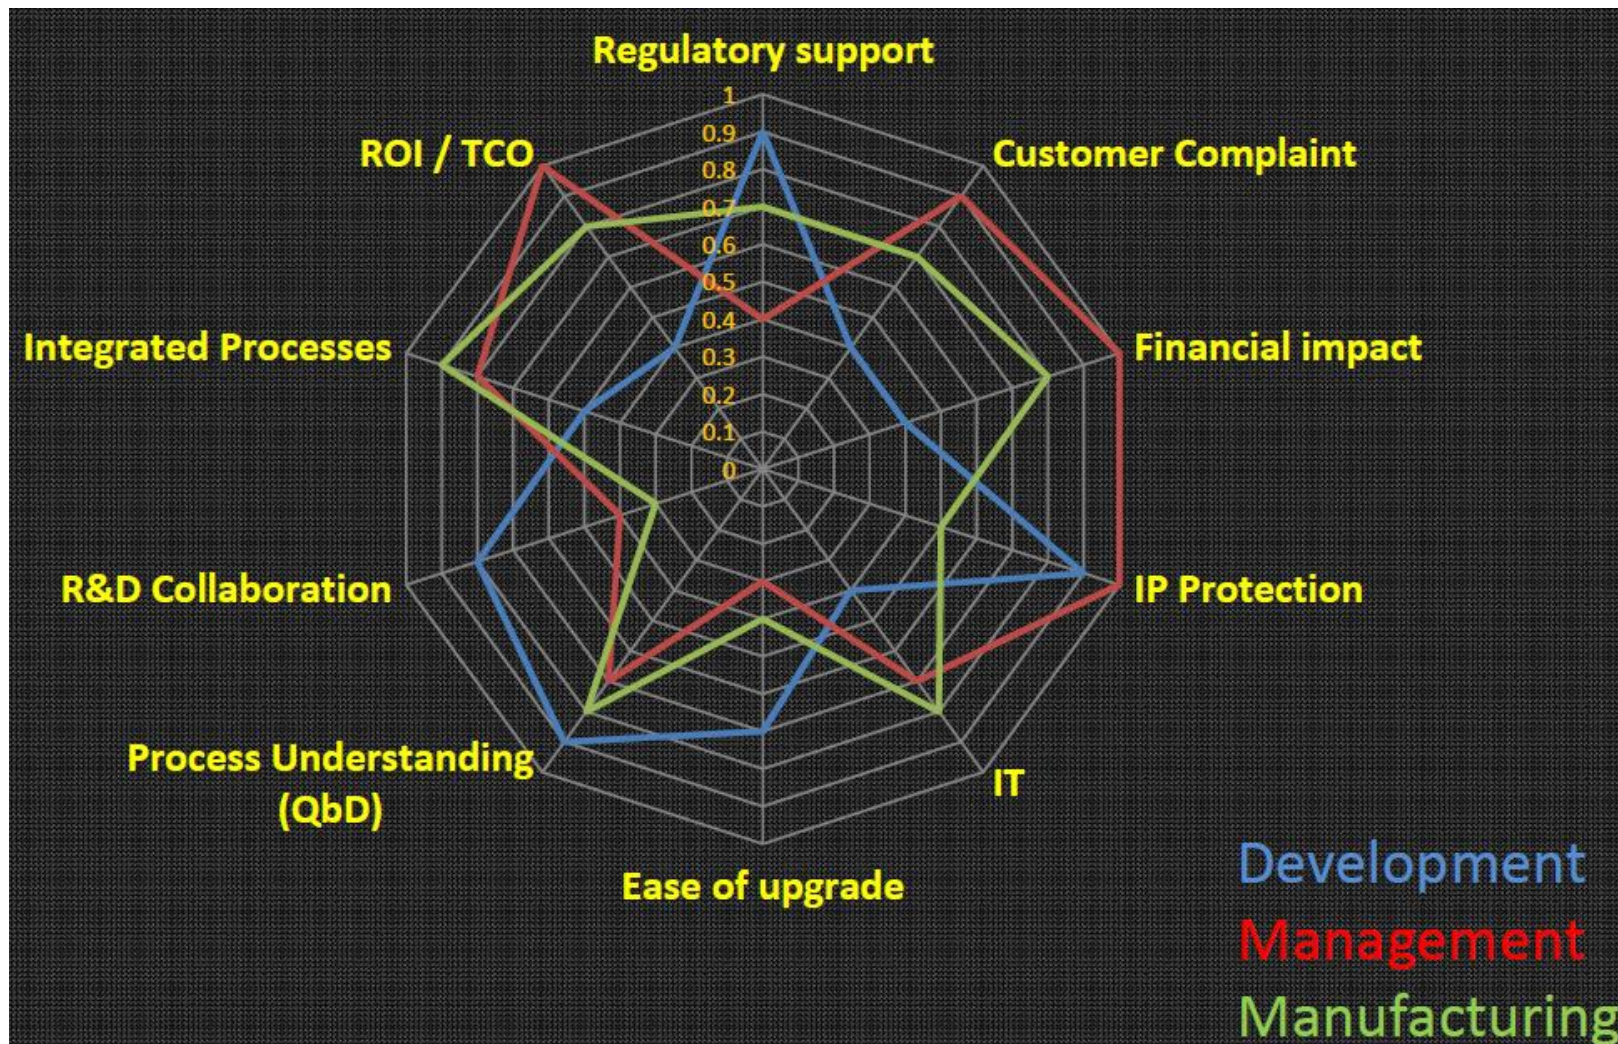 Regulatory support
1
ROI / TCO
0.9
Customer Complaint
0.8
0.7
0.6
0.5
0.4
Integrated Processes
Financial impact
0.3
0.2
0.1
0
R&D Collaboration
IP Protection
Process Understanding
(QbD)
IT
Ease of upgrade
Development
Management
Manufacturing